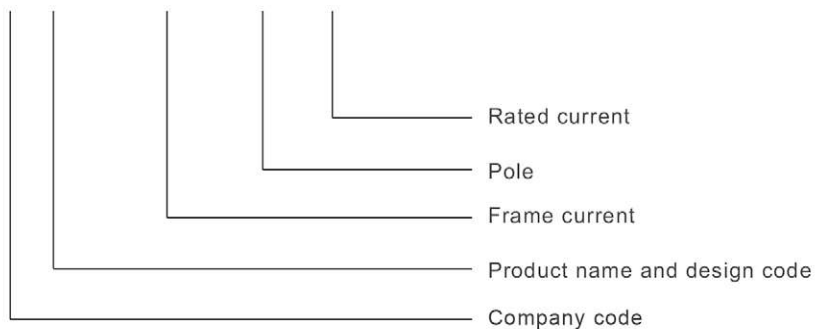 Rated current
Pole
Frame current
Product name and design code
Company code